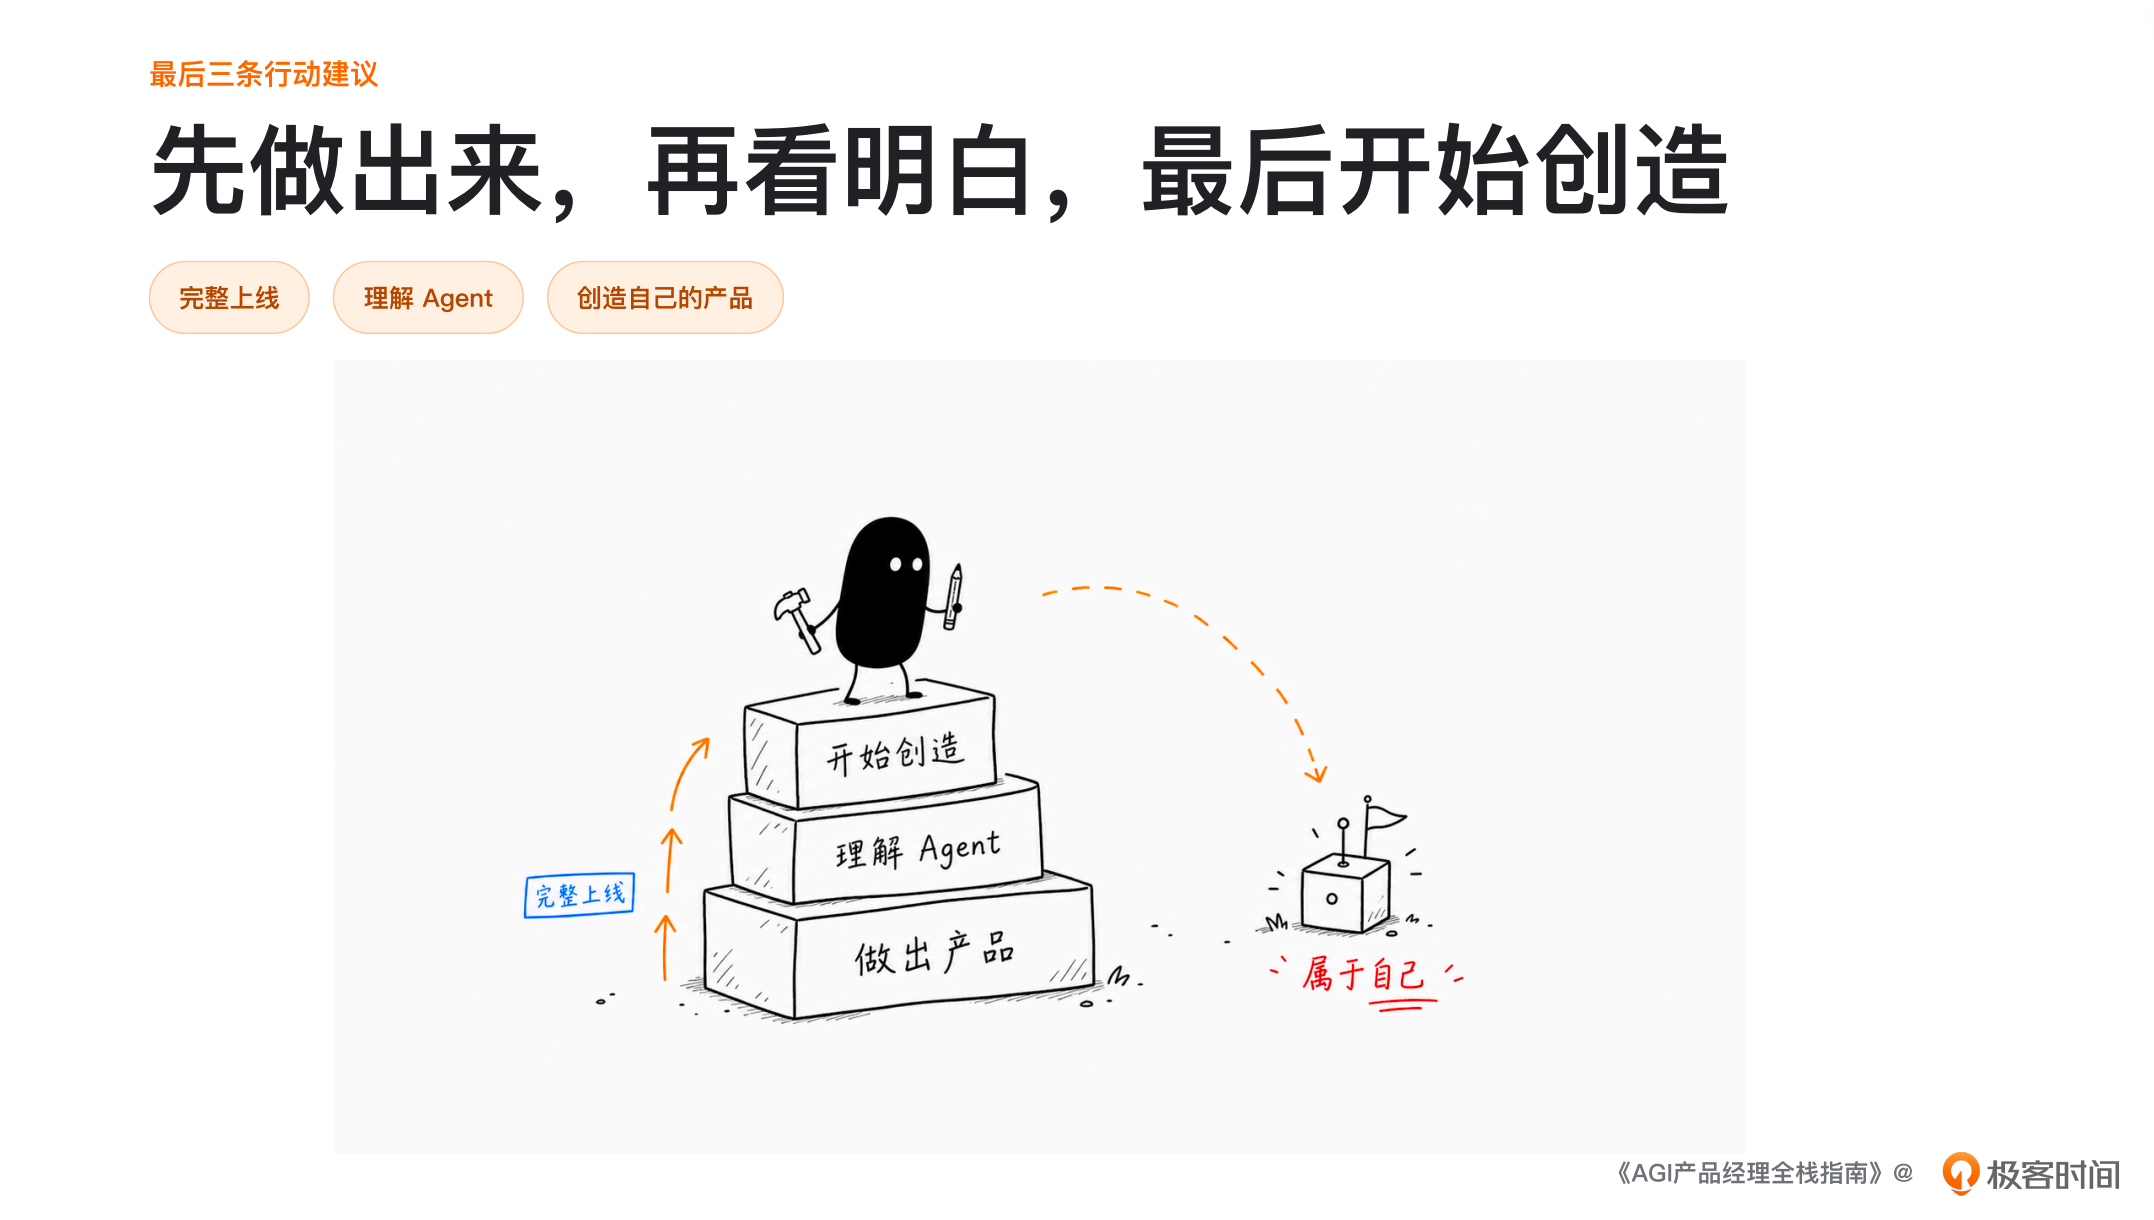 最后三条行动建议
先做出来，再看明白，最后开始创造
完整上线
理解 Agent
创造自己的产品
开始创造
理解 Agent
完整上线
做出产品
属于自己
《AGI产品经理全栈指南》@ 极客时间